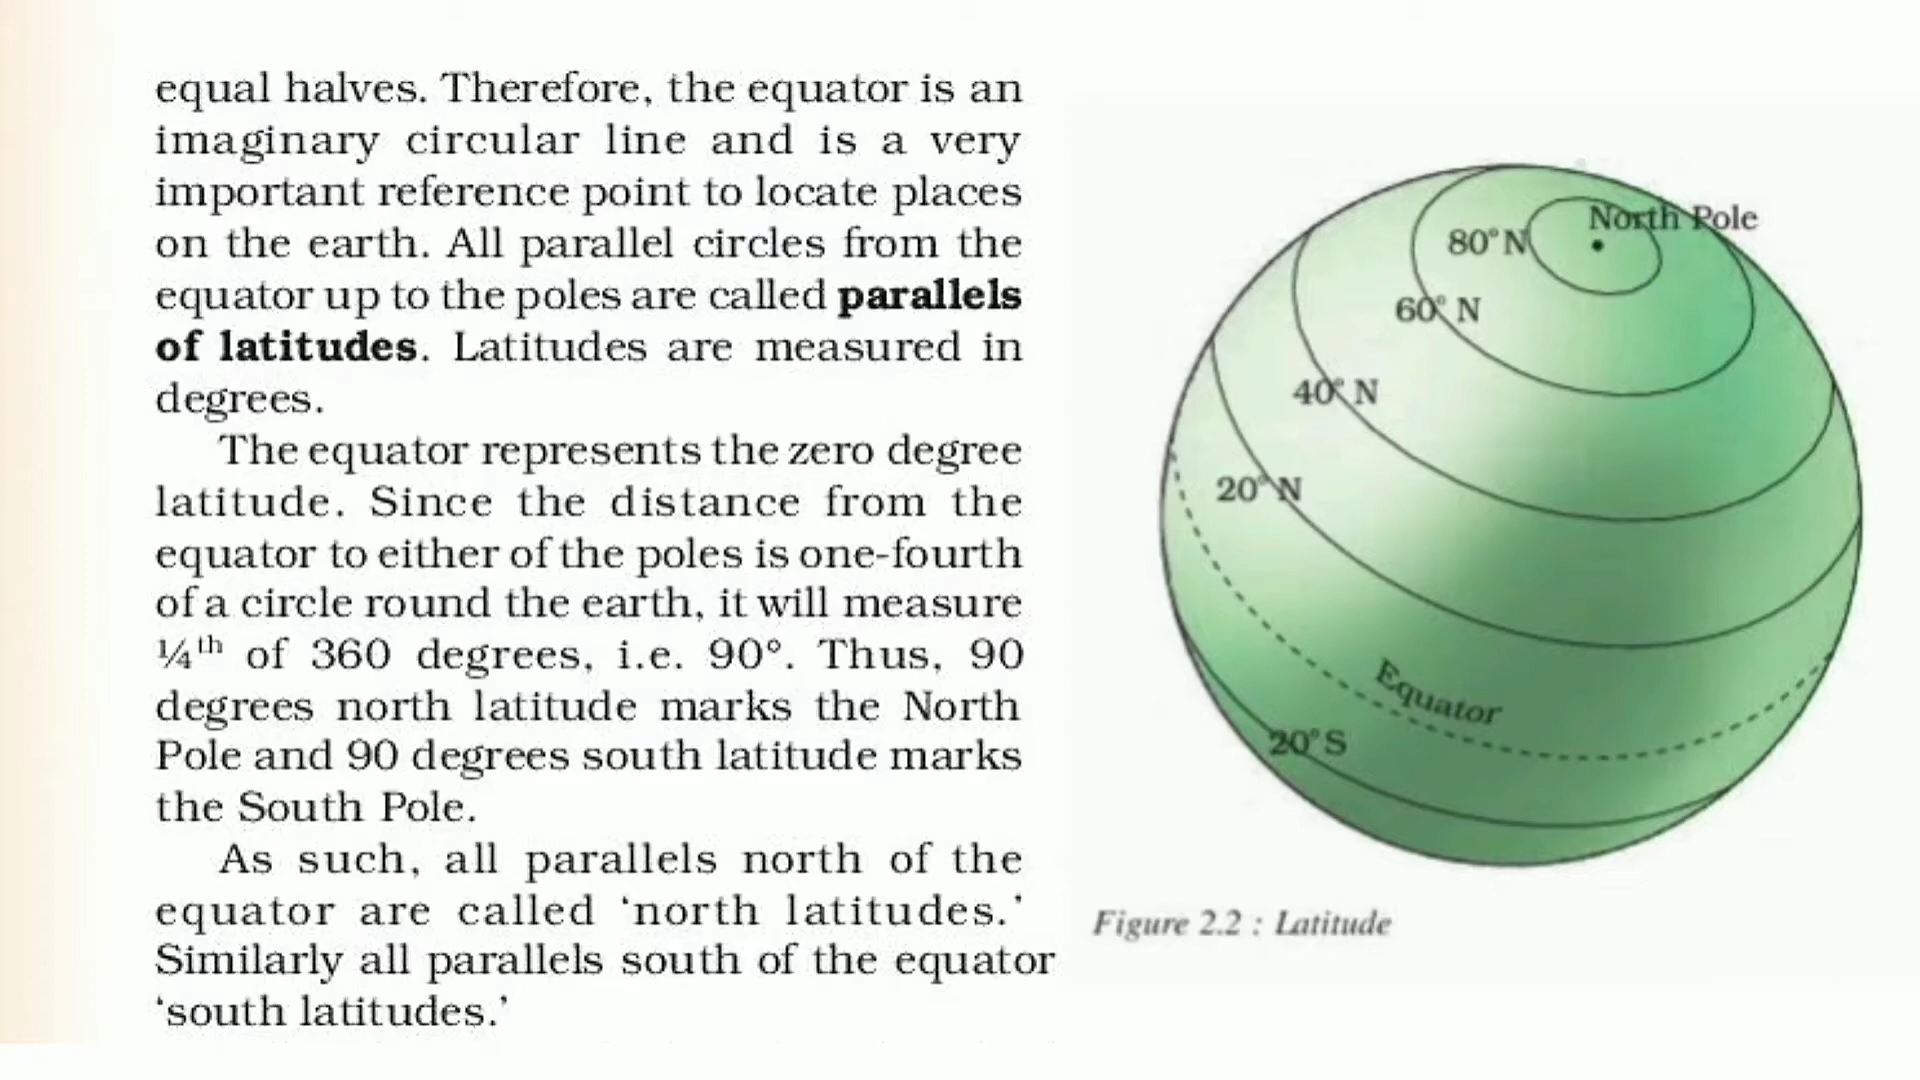 equal halves. Therefore, the equator is an
imaginary circular line and is a very
important reference point to locate places
on the earth. All parallel circles from the
equator up to the poles are called parallels
of latitudes. Latitudes are measured in
degrees.
The equator represents the zero degree
latitude. Since the distance from the
equator to either of the poles is one-fourth
of a circle round the earth, it will measure
¼th of 360 degrees, i.e. 90°. Thus, 90
degrees north latitude marks the North
Pole and 90 degrees south latitude marks
the South Pole.
As such, all parallels north of the
equator are called ‘north latitudes.’
Similarly all parallels south of the equator
‘south latitudes.’
North Pole
80°N
60° N
40° N
20° N
Equator
20°S
Figure 2.2 : Latitude